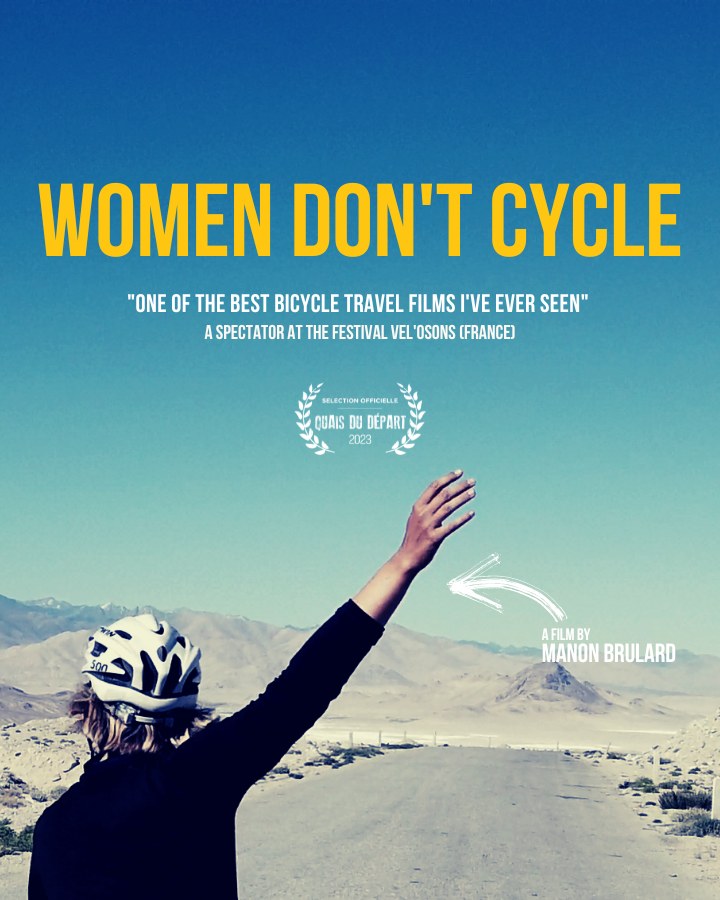 WOMEN DON'T CYCLE
"ONE OF THE BEST BICYCLE TRAVEL FILMS I'VE EVER SEEN"
A SPECTATOR AT THE FESTIVAL VEL'OSONS (FRANCE)
SELECTION OFFICIELLE
QUAIS DU DÉPART
2023
A FILM BY
MANON BRULARD
500